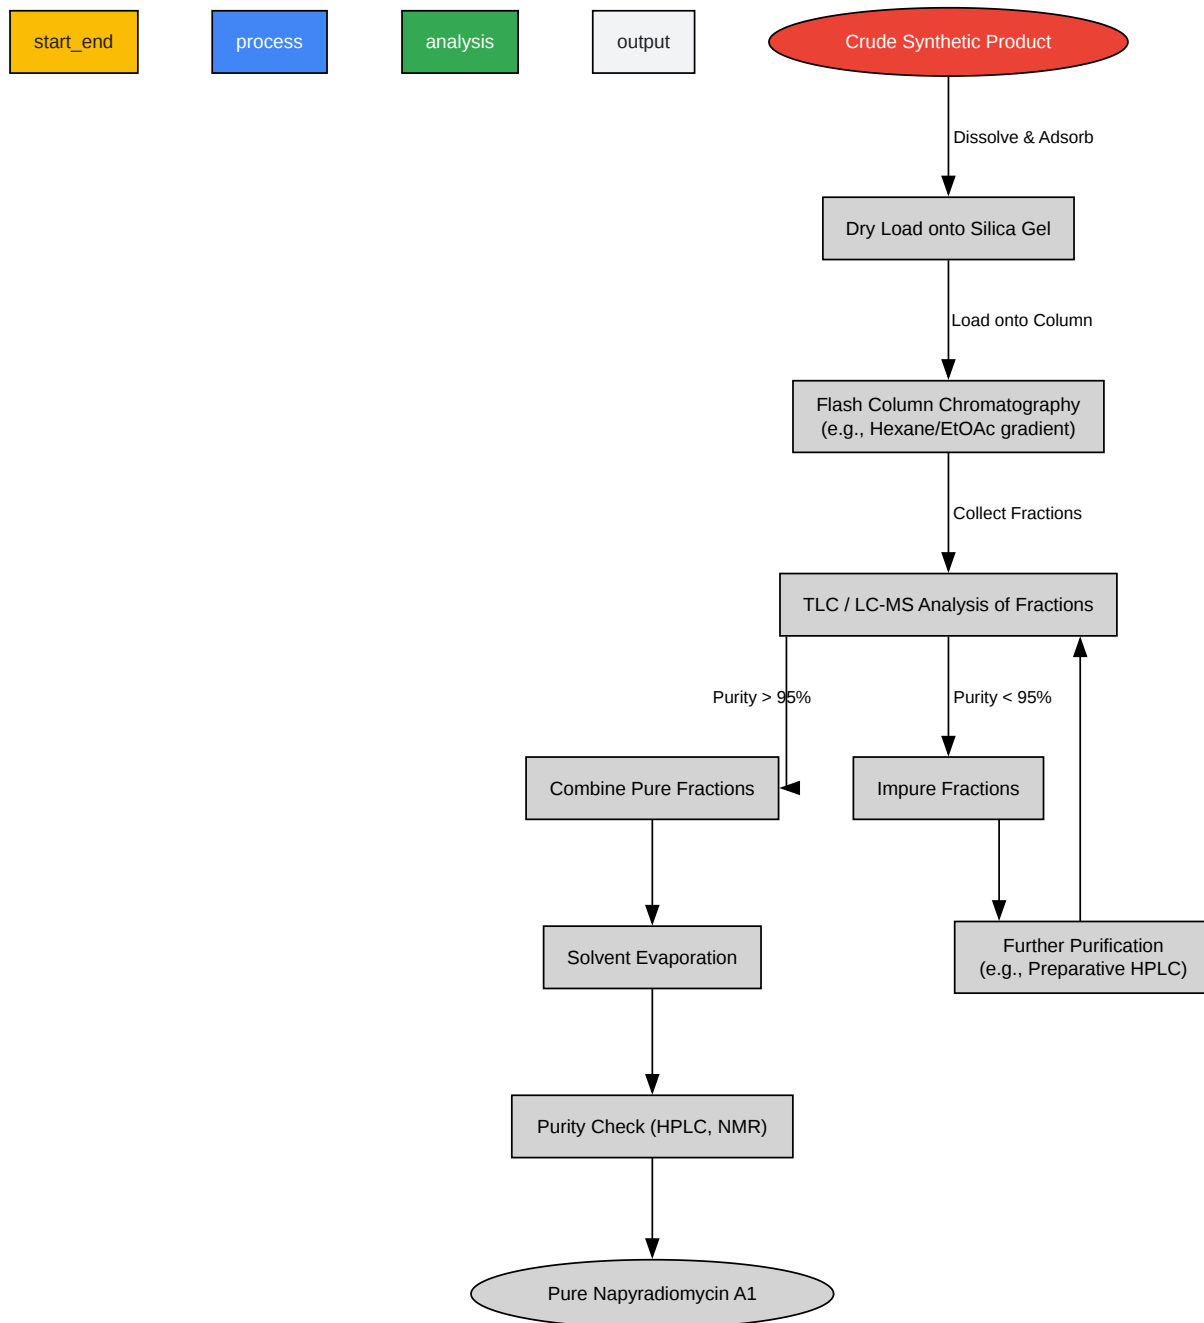 start_end
process
analysis
output
Crude Synthetic Product
Dissolve & Adsorb
Dry Load onto Silica Gel
Load onto Column
Flash Column Chromatography
(e.g., Hexane/EtOAc gradient)
Collect Fractions
TLC / LC-MS Analysis of Fractions
Purity > 95%
Purity < 95%
Combine Pure Fractions
Impure Fractions
Solvent Evaporation
Further Purification
(e.g., Preparative HPLC)
Purity Check (HPLC, NMR)
Pure Napyradiomycin A1